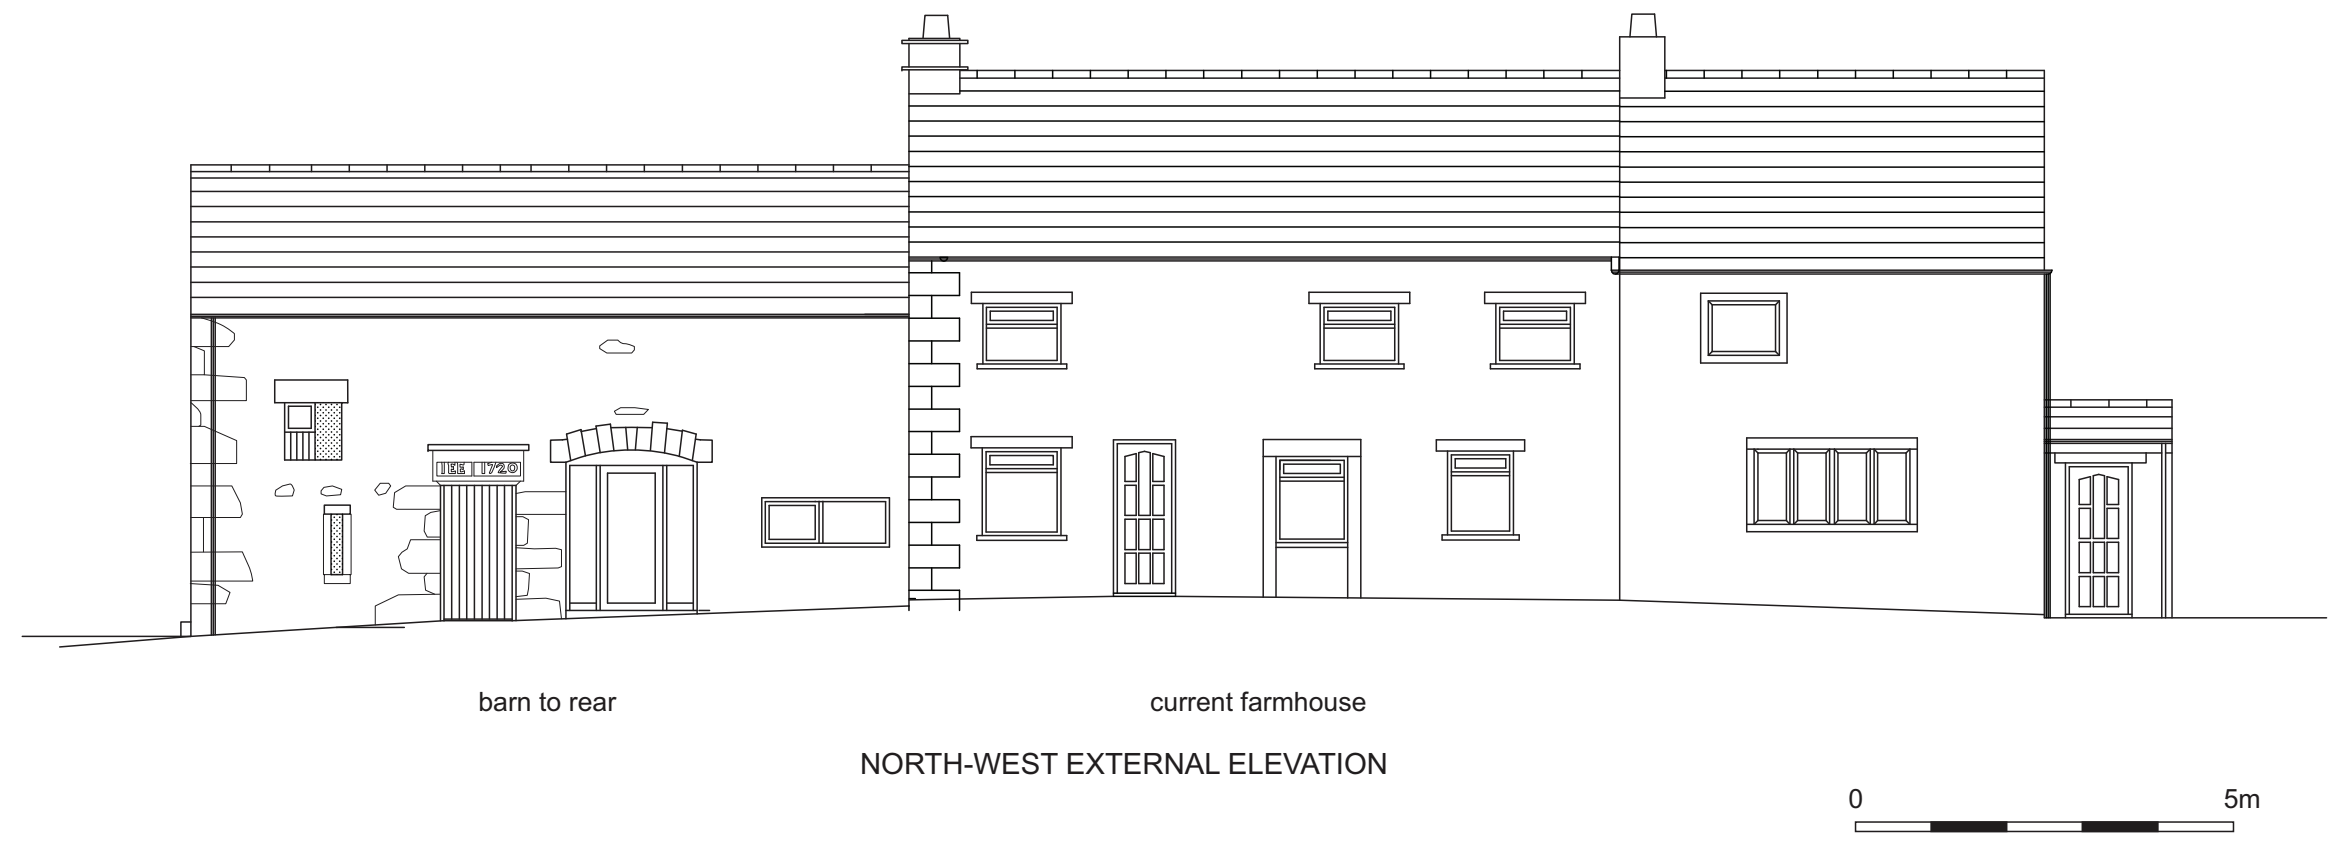 IEE 1720
barn to rear
current farmhouse
NORTH-WEST EXTERNAL ELEVATION
0 5m